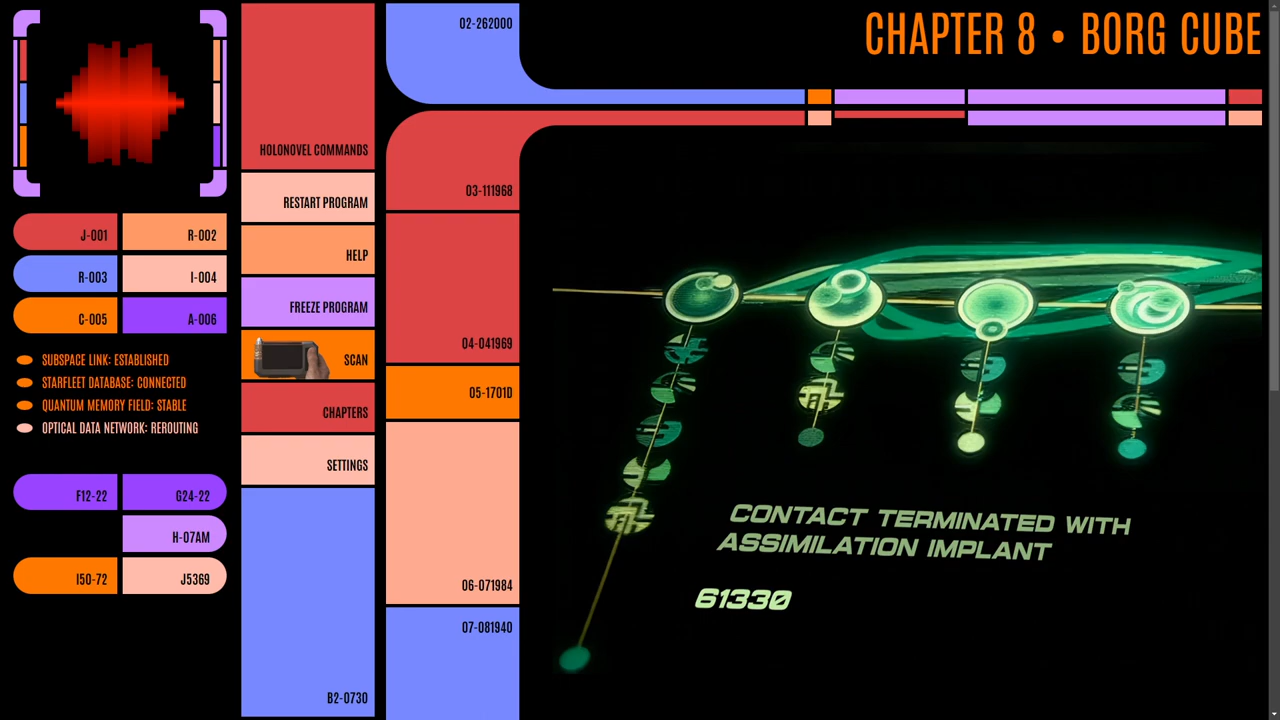 CHAPTER 8 • BORG CUBE
02-262000
HOLONOVEL COMMANDS
RESTART PROGRAM
HELP
FREEZE PROGRAM
SCAN
CHAPTERS
SETTINGS
B2-0730
03-111968
04-041969
05-1701D
06-071984
07-081940
J-001
R-002
R-003
I-004
C-005
A-006
SUBSPACE LINK: ESTABLISHED
STARFLEET DATABASE: CONNECTED
QUANTUM MEMORY FIELD: STABLE
OPTICAL DATA NETWORK: REROUTING
F12-22
G24-22
H-07AM
I50-72
J5369
CONTACT TERMINATED WITH
ASSIMILATION IMPLANT
61330